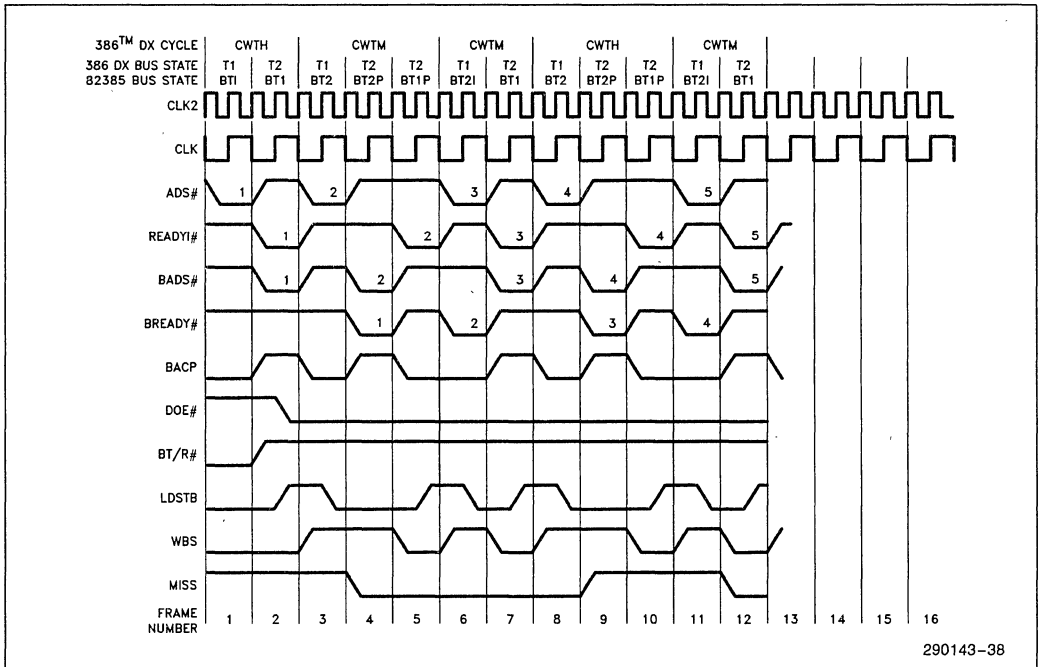 386TM DX CYCLE CWTH CWTM CWTM CWTH CWTM
386 DX BUS STATE T1 T2 T1 T2 T2 T1 T2 T1 T2 T2 T1 T2
82385 BUS STATE BTI BT1 BT2 BT2P BT1P BT2I BT1 BT2 BT2P BT1P BT2I BT1
CLK2
CLK
ADS# 1 2 3 4 5
READYI# 1 2 3 4 5
BADS# 1 2 3 4 5
BREADY# 1 2 3 4
BACP
DOE#
BT/R#
LDSTB
WBS
MISS
FRAME
NUMBER 1 2 3 4 5 6 7 8 9 10 11 12 13 14 15 16
290143-38